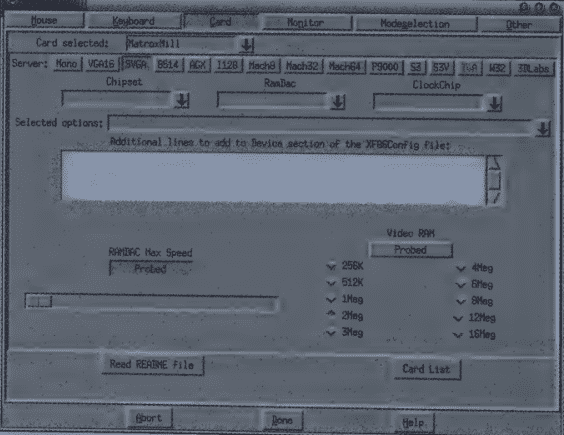 Mouse Keyboard Card Monitor Modeselection Other
Card selected: MatroxMill
Server: Mono VGA16 SVGA 8514 AGX I128 Mach8 Mach32 Mach64 P9000 S3 S3V TGA W32 3DLabs
Chipset RamDac ClockChip
Selected options:
Additional lines to add to Device section of the XF86Config file:
Video RAM
RAMDAC Max Speed Probed
Probed
256K 4Meg
512K 6Meg
1Meg 8Meg
2Meg 12Meg
3Meg 16Meg
Read README file Card List
Abort Done Help